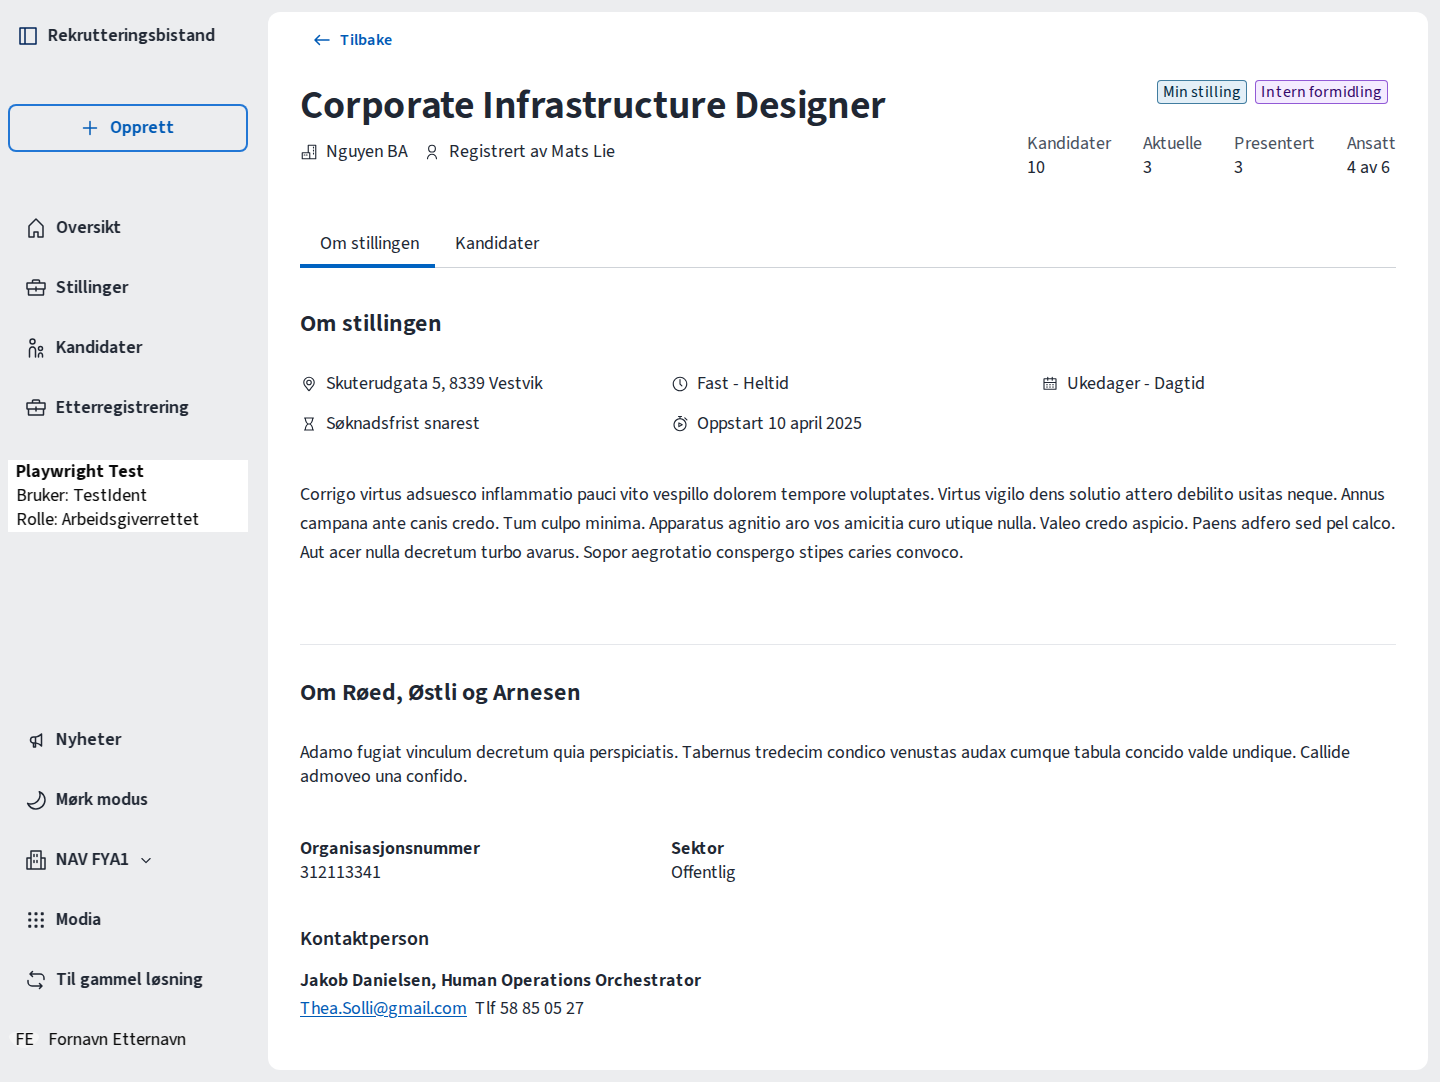 Rekrutteringsbistand
Opprett
Oversikt
Stillinger
Kandidater
Etterregistrering
Playwright Test
Bruker: TestIdent
Rolle: Arbeidsgiverrettet
Nyheter
Mørk modus
NAV FYA1
Modia
Til gammel løsning
FE Fornavn Etternavn
Tilbake
Corporate Infrastructure Designer
Nguyen BA Registrert av Mats Lie
Min stilling Intern formidling
Kandidater Aktuelle Presentert Ansatt
10 3 3 4 av 6
Om stillingen Kandidater
Om stillingen
Skuterudgata 5, 8339 Vestvik Fast - Heltid Ukedager - Dagtid
Søknadsfrist snarest Oppstart 10 april 2025
Corrigo virtus adsuesco inflammatio pauci vito vespillo dolorem tempore voluptates. Virtus vigilo dens solutio attero debilito usitas neque. Annus
campana ante canis credo. Tum culpo minima. Apparatus agnitio aro vos amicitia curo utique nulla. Valeo credo aspicio. Paens adfero sed pel calco.
Aut acer nulla decretum turbo avarus. Sopor aegrotatio conspergo stipes caries convoco.
Om Røed, Østli og Arnesen
Adamo fugiat vinculum decretum quia perspiciatis. Tabernus tredecim condico venustas audax cumque tabula concido valde undique. Callide
admoveo una confido.
Organisasjonsnummer Sektor
312113341 Offentlig
Kontaktperson
Jakob Danielsen, Human Operations Orchestrator
Thea.Solli@gmail.com Tlf 58 85 05 27